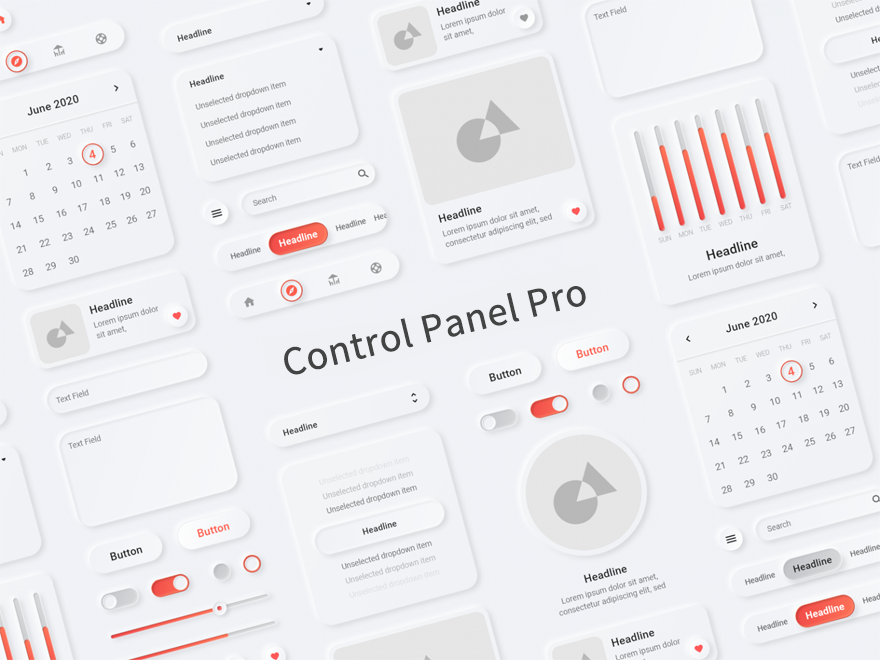 June 2020
MON TUE WED THU FRI SAT
1 2 3 4 5 6
7 8 9 10 11 12 13
14 15 16 17 18 19 20
21 22 23 24 25 26 27
28 29 30
Headline
Lorem ipsum dolor
sit amet,
Text Field
Text Field
Button
Button
Headline
Headline
Unselected dropdown item
Unselected dropdown item
Unselected dropdown item
Unselected dropdown item
Search
Headline
Headline
Headline
Control Panel Pro
Headline
Unselected dropdown item
Unselected dropdown item
Unselected dropdown item
Headline
Unselected dropdown item
Unselected dropdown item
Unselected dropdown item
Headline
Lorem ipsum dolor
sit amet,
Headline
Lorem ipsum dolor sit amet,
consectetur adipiscing elit, sed
Button
Button
Headline
Lorem ipsum dolor sit amet,
consectetur adipiscing elit, sed
Headline
Lorem ipsum dolor
sit amet,
Text Field
SUN MON TUE WED THU FRI SAT
Headline
Lorem ipsum dolor sit amet,
June 2020
SUN MON TUE WED THU FRI SAT
1 2 3 4 5 6
7 8 9 10 11 12 13
14 15 16 17 18 19 20
21 22 23 24 25 26 27
28 29 30
Search
Headline
Headline
Headline
Headline
Headline
Text Field